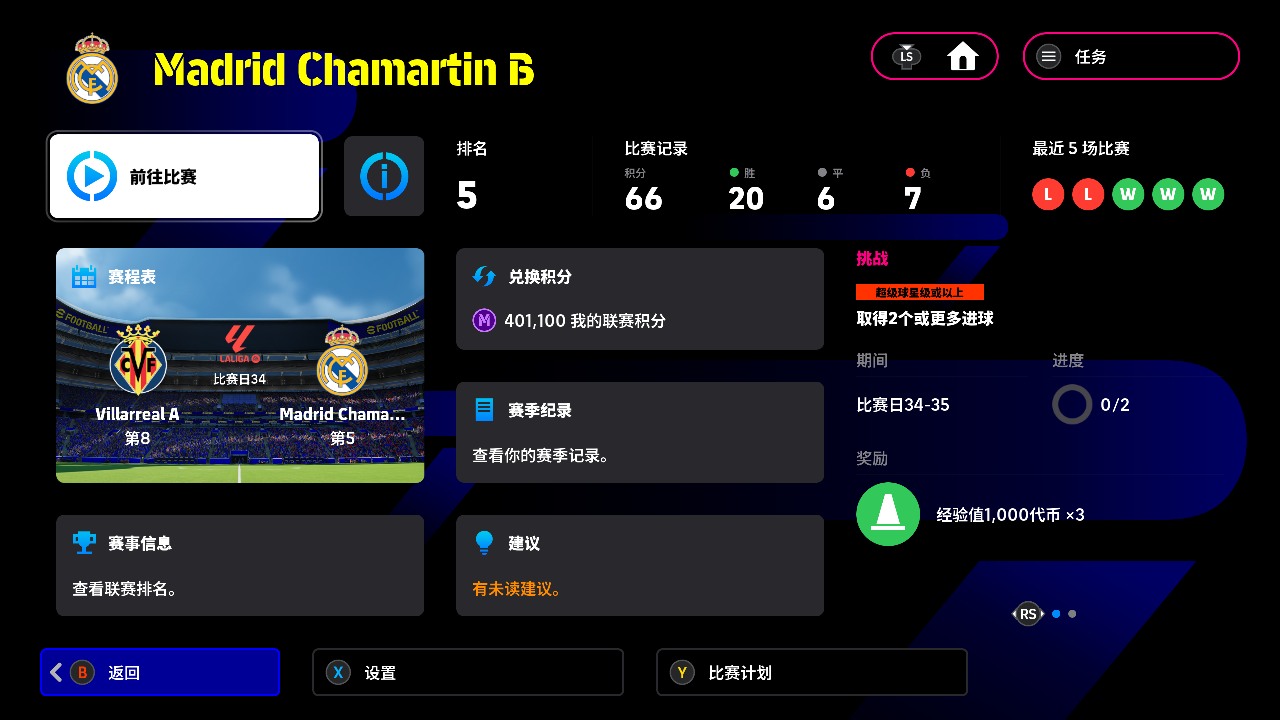 Madrid Chamartin B
LS
任务
前往比赛
排名
5
比赛记录
积分
66
胜
20
平
6
负
7
最近 5 场比赛
L L W W W
赛程表
EFOOTBALL
EFOOTBALL
LALIGA
比赛日34
Villarreal A
第8
Madrid Chama...
第5
兑换积分
M 401,100 我的联赛积分
赛季纪录
查看你的赛季记录。
赛事信息
查看联赛排名。
建议
有未读建议。
挑战
超级球星级或以上
取得2个或更多进球
期间
进度
比赛日34-35
0/2
奖励
经验值1,000代币 ×3
RS
B 返回
X 设置
Y 比赛计划